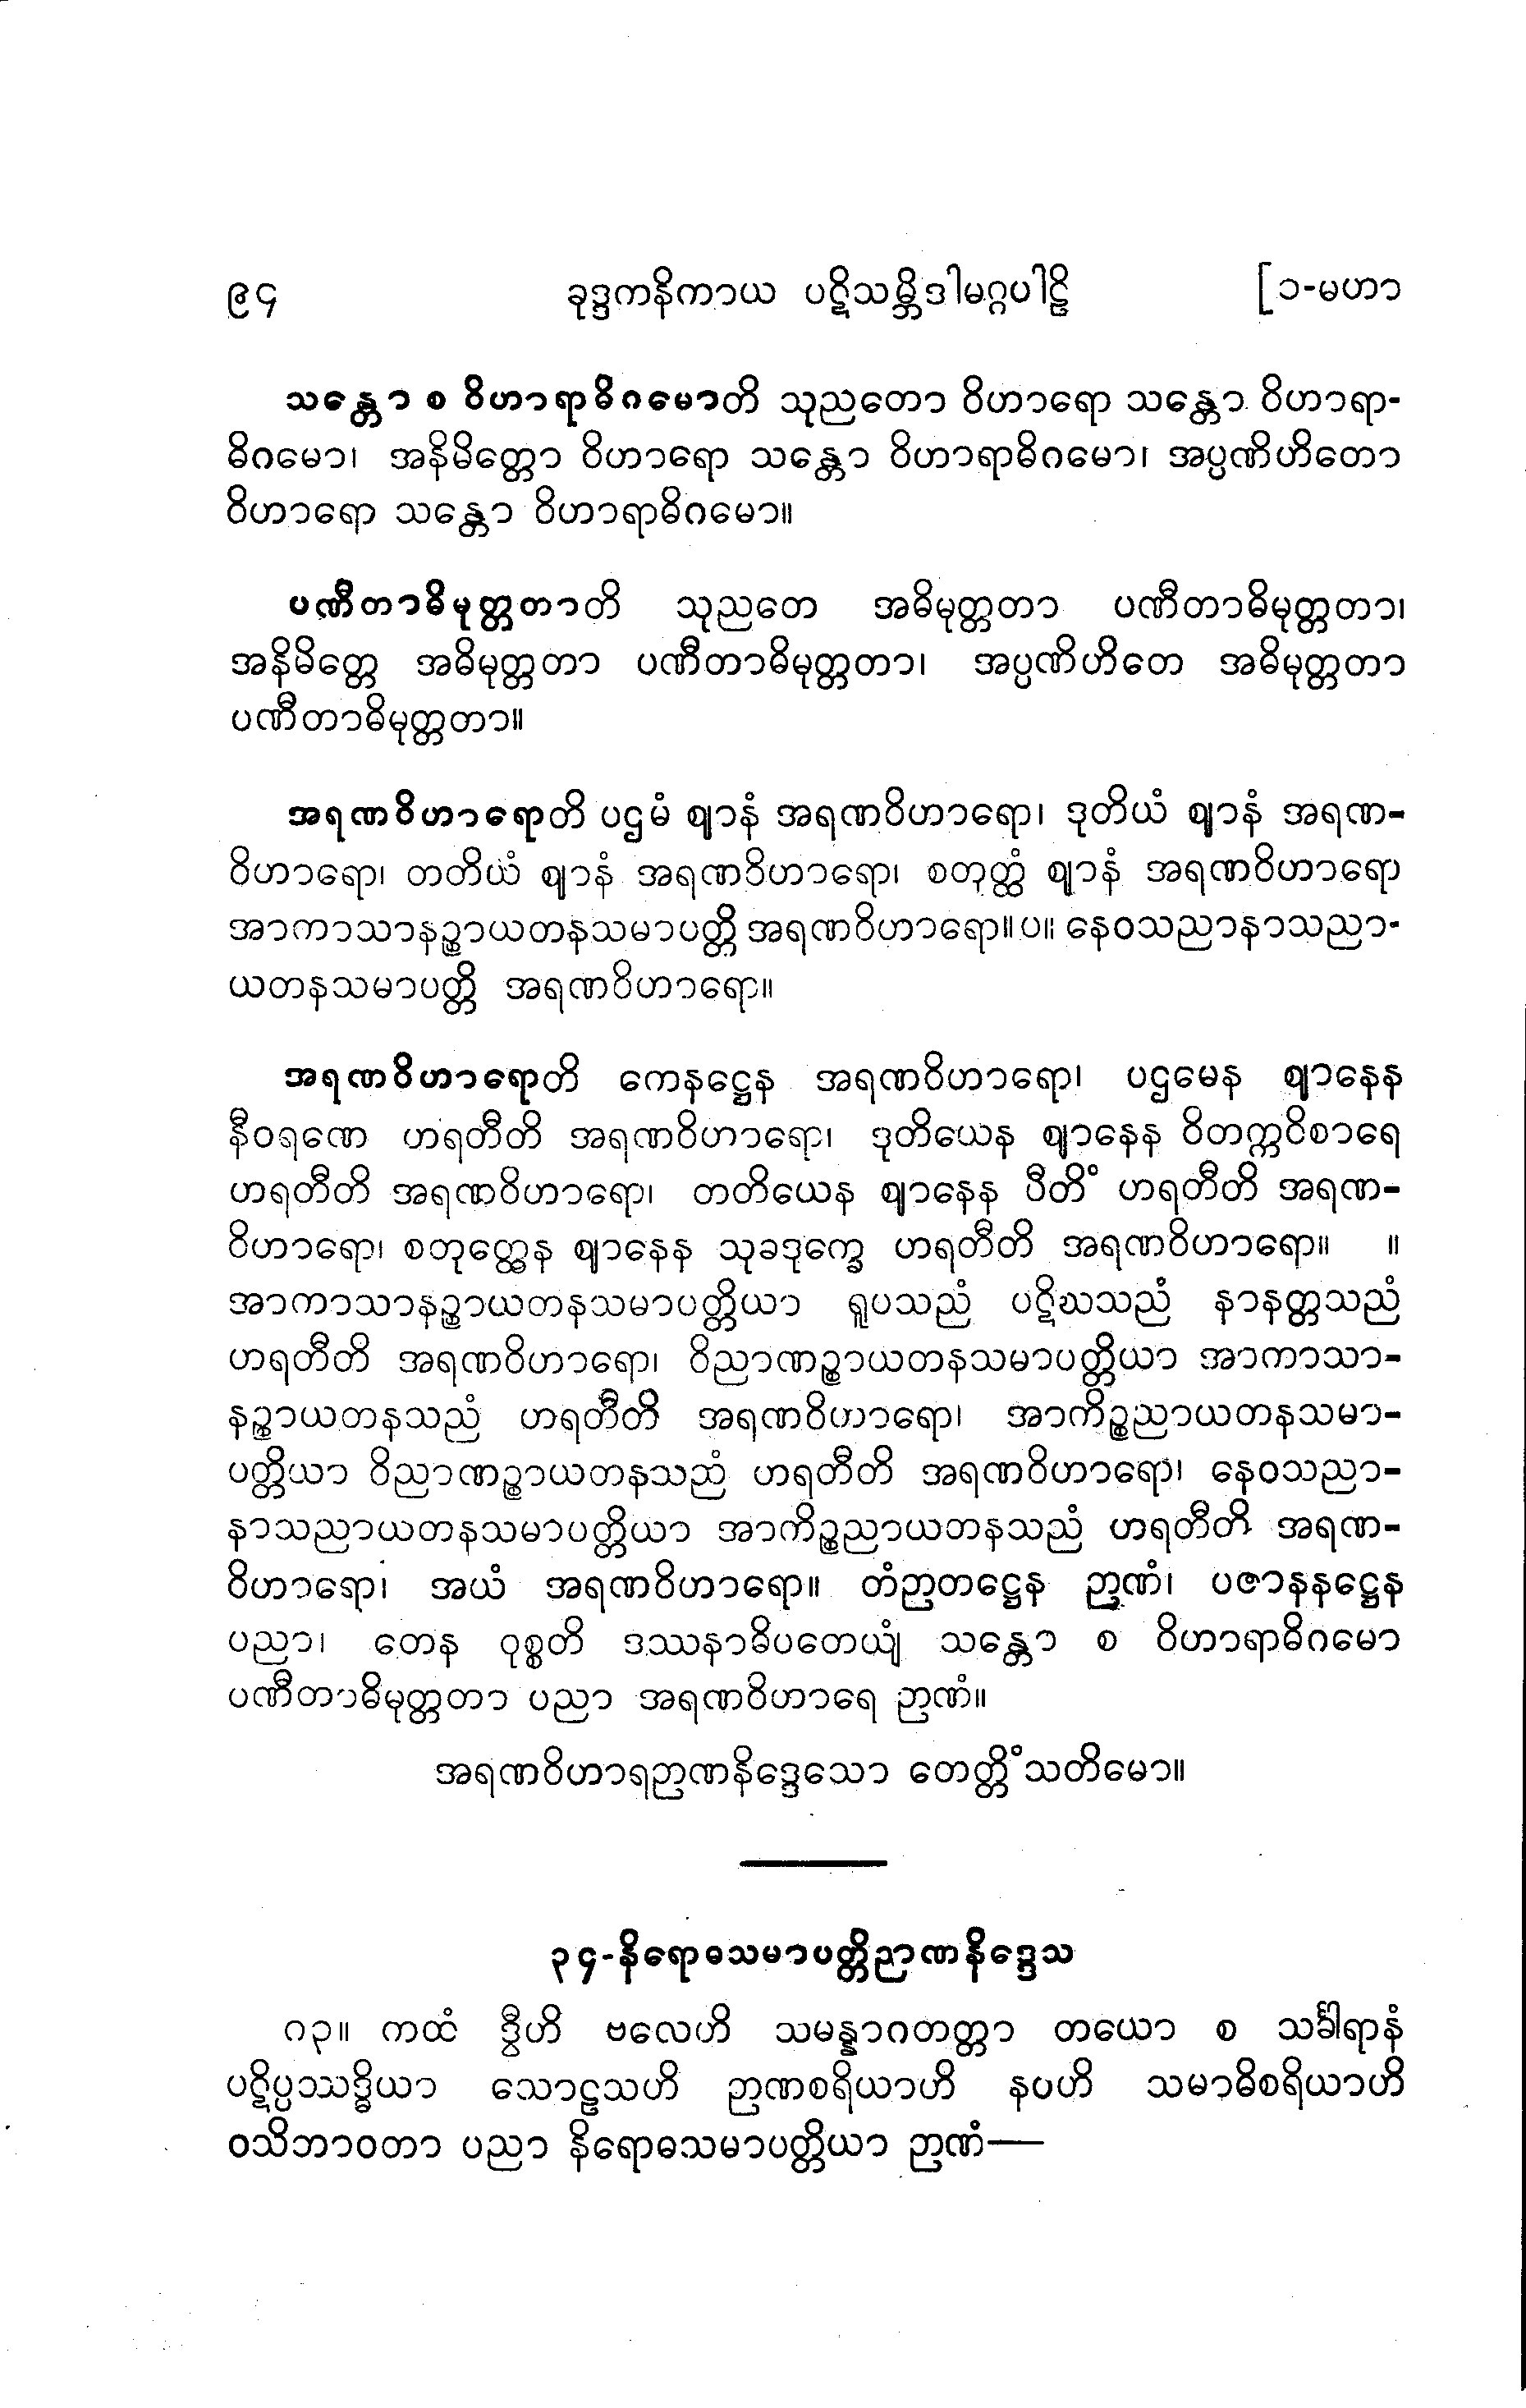 ၉၄ ခုဒ္ဒကနိကာယ ပဋိသမ္ဘိဒါမဂ္ဂပါဠိ [၁-မဟာ
သန္တော စ ဝိဟာရာဓိဂမောတိ သုညတော ဝိဟာရော သန္တော ဝိဟာရာ-
ဓိဂမော၊ အနိမိတ္တော ဝိဟာရော သန္တော ဝိဟာရာဓိဂမော၊ အပ္ပဏိဟိတော
ဝိဟာရော သန္တော ဝိဟာရာဓိဂမော။
ပဏီတာဓိမုတ္တတာတိ သုညတေ အဓိမုတ္တတာ ပဏီတာဓိမုတ္တတာ၊
အနိမိတ္တေ အဓိမုတ္တတာ ပဏီတာဓိမုတ္တတာ၊ အပ္ပဏိဟိတေ အဓိမုတ္တတာ
ပဏီတာဓိမုတ္တတာ။
အရဏဝိဟာရောတိ ပဌမံ ဈာနံ အရဏဝိဟာရော၊ ဒုတိယံ ဈာနံ အရဏ-
ဝိဟာရော၊ တတိယံ ဈာနံ အရဏဝိဟာရော၊ စတုတ္ထံ ဈာနံ အရဏဝိဟာရော
အာကာသာနဉ္စာယတနသမာပတ္တိ အရဏဝိဟာရော။ပ။ နေဝသညာနာသညာ-
ယတနသမာပတ္တိ အရဏဝိဟာရော။
အရဏဝိဟာရောတိ ကေနဋ္ဌေန အရဏဝိဟာရော၊ ပဌမေန ဈာနေန
နီဝရဏေ ဟရတီတိ အရဏဝိဟာရော၊ ဒုတိယေန ဈာနေန ဝိတက္ကဝိစာရေ
ဟရတီတိ အရဏဝိဟာရော၊ တတိယေန ဈာနေန ပီတိံ ဟရတီတိ အရဏ-
ဝိဟာရော၊ စတုတ္ထေန ဈာနေန သုခဒုက္ခေ ဟရတီတိ အရဏဝိဟာရော။ ။
အာကာသာနဉ္စာယတနသမာပတ္တိယာ ရူပသညံ ပဋိဃသညံ နာနတ္တသညံ
ဟရတီတိ အရဏဝိဟာရော၊ ဝိညာဏဉ္စာယတနသမာပတ္တိယာ အာကာသာ-
နဉ္စာယတနသညံ ဟရတီတိ အရဏဝိဟာရော၊ အာကိဉ္စညာယတနသမာ-
ပတ္တိယာ ဝိညာဏဉ္စာယတနသညံ ဟရတီတိ အရဏဝိဟာရော၊ နေဝသညာ-
နာသညာယတနသမာပတ္တိယာ အာကိဉ္စညာယတနသညံ ဟရတီတိ အရဏ-
ဝိဟာရော၊ အယံ အရဏဝိဟာရော။ တံဉာတဋ္ဌေန ဉာဏံ၊ ပဇာနနဋ္ဌေန
ပညာ၊ တေန ဝုစ္စတိ ဒဿနာဓိပတေယျံ သန္တော စ ဝိဟာရာဓိဂမော
ပဏီတာဓိမုတ္တတာ ပညာ အရဏဝိဟာရေ ဉာဏံ။
အရဏဝိဟာရဉာဏနိဒ္ဒေသော တေတ္တိံသတိမော။
၃၄-နိရောဓသမာပတ္တိဉာဏနိဒ္ဒေသ
၈၃။ ကထံ ဒွီဟိ ဗလေဟိ သမန္နာဂတတ္တာ တယော စ သင်္ခါရာနံ
ပဋိပ္ပဿဒ္ဓိယာ သောဠသဟိ ဉာဏစရိယာဟိ နဝဟိ သမာဓိစရိယာဟိ
ဝသိဘာဝတာ ပညာ နိရောဓသမာပတ္တိယာ ဉာဏံ—